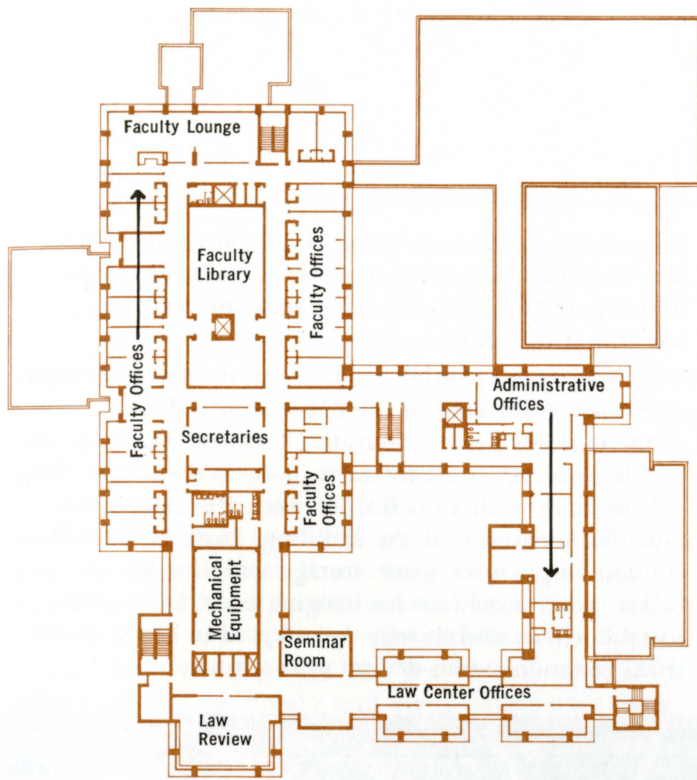 Faculty Lounge
Faculty
Library
Faculty Offices
Faculty Offices
Administrative
Offices
Secretaries
Faculty
Offices
Mechanical
Equipment
Seminar
Room
Law Center Offices
Law
Review